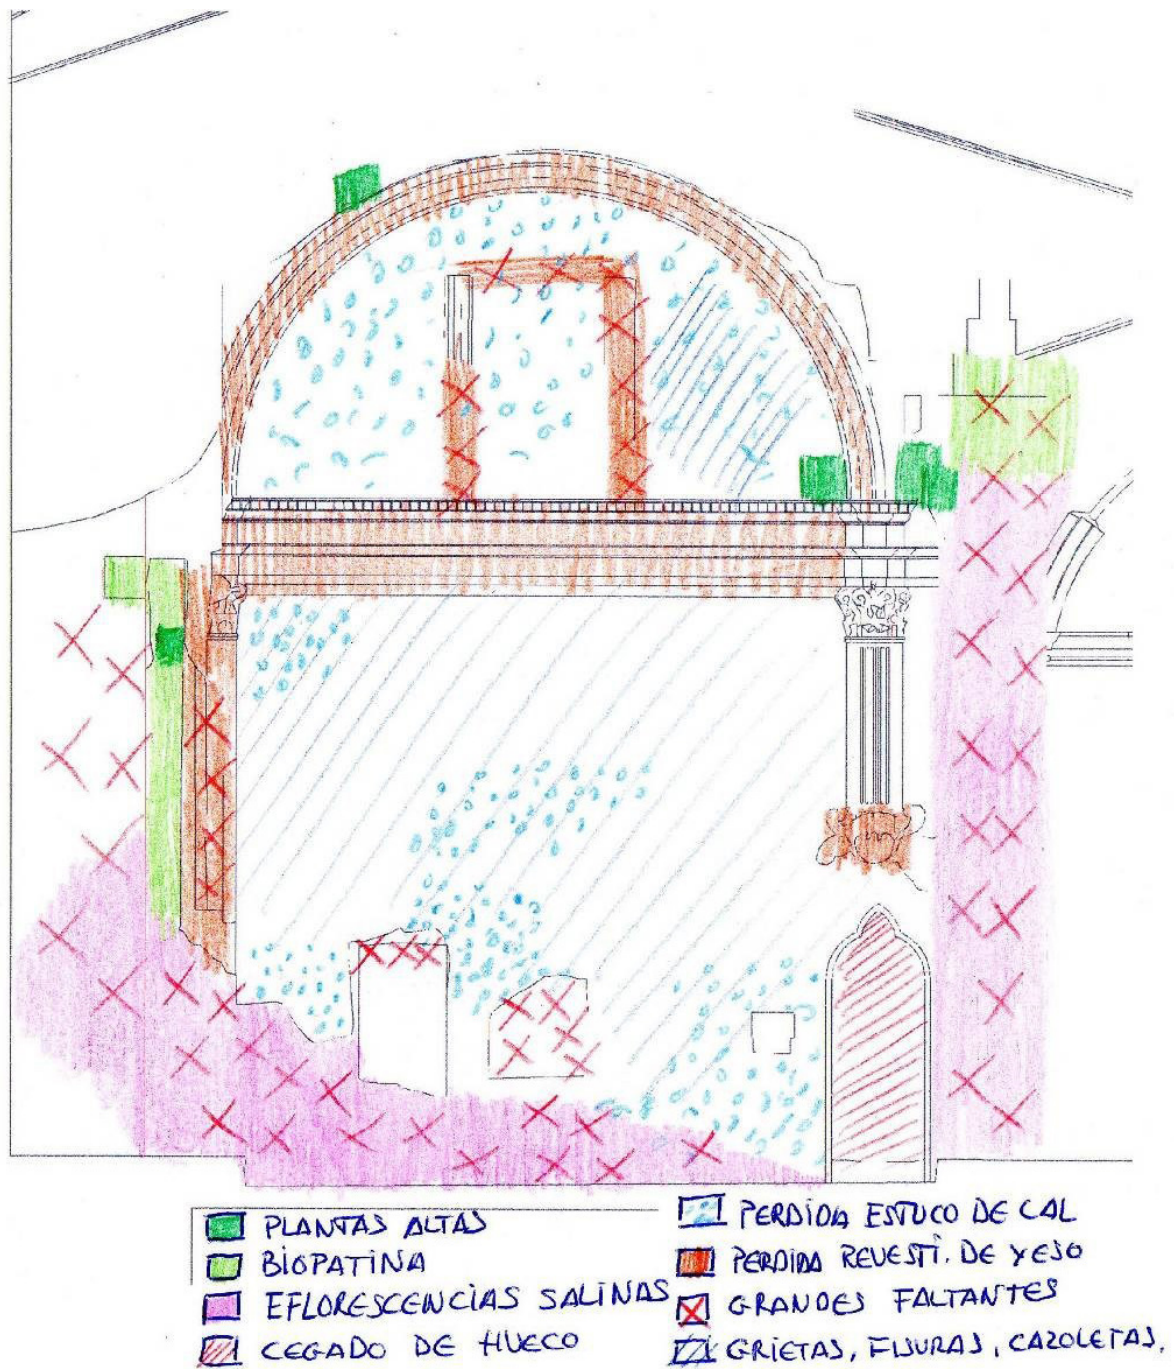 PLANTAS ALTAS
BIOPATINA
EFLORESCENCIAS SALINAS
CEGADO DE HUECO
PERDIDA ESTUCO DE CAL
PERDIDA REVESTI. DE YESO
GRANDES FALTANTES
GRIETAS, FISURAS, CAZOLETAS.